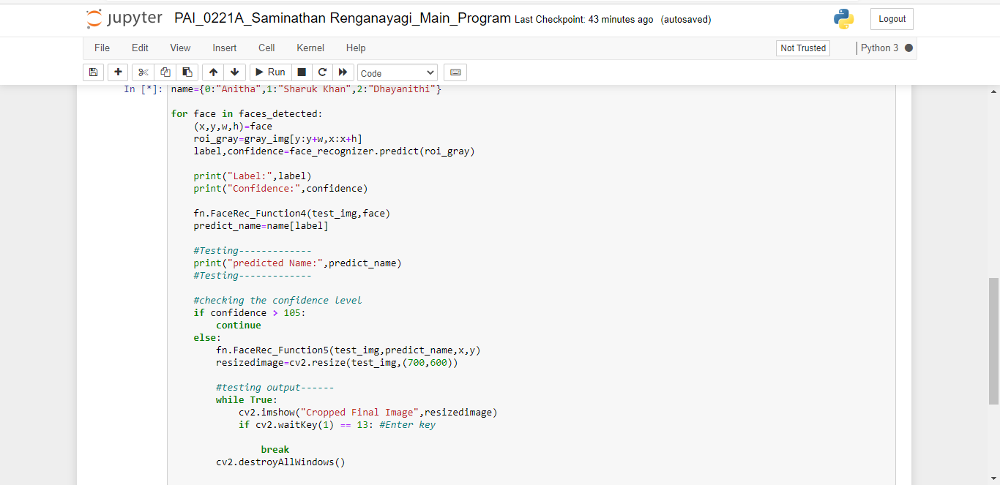 jupyter PAI_0221A_Saminathan Renganayagi_Main_Program Last Checkpoint: 43 minutes ago (autosaved) Logout
File Edit View Insert Cell Kernel Help Not Trusted Python 3
Run Code
In [*]: name={0:"Anitha",1:"Sharuk Khan",2:"Dhayanithi"}
for face in faces_detected:
    (x,y,w,h)=face
    roi_gray=gray_img[y:y+w,x:x+h]
    label,confidence=face_recognizer.predict(roi_gray)
    print("Label:",label)
    print("Confidence:",confidence)
    fn.FaceRec_Function4(test_img,face)
    predict_name=name[label]
    #Testing-------------
    print("predicted Name:",predict_name)
    #Testing-------------
    #checking the confidence level
    if confidence > 105:
        continue
    else:
        fn.FaceRec_Function5(test_img,predict_name,x,y)
        resizedimage=cv2.resize(test_img,(700,600))
        #testing output------
        while True:
            cv2.imshow("Cropped Final Image",resizedimage)
            if cv2.waitKey(1) == 13: #Enter key
                break
        cv2.destroyAllWindows()